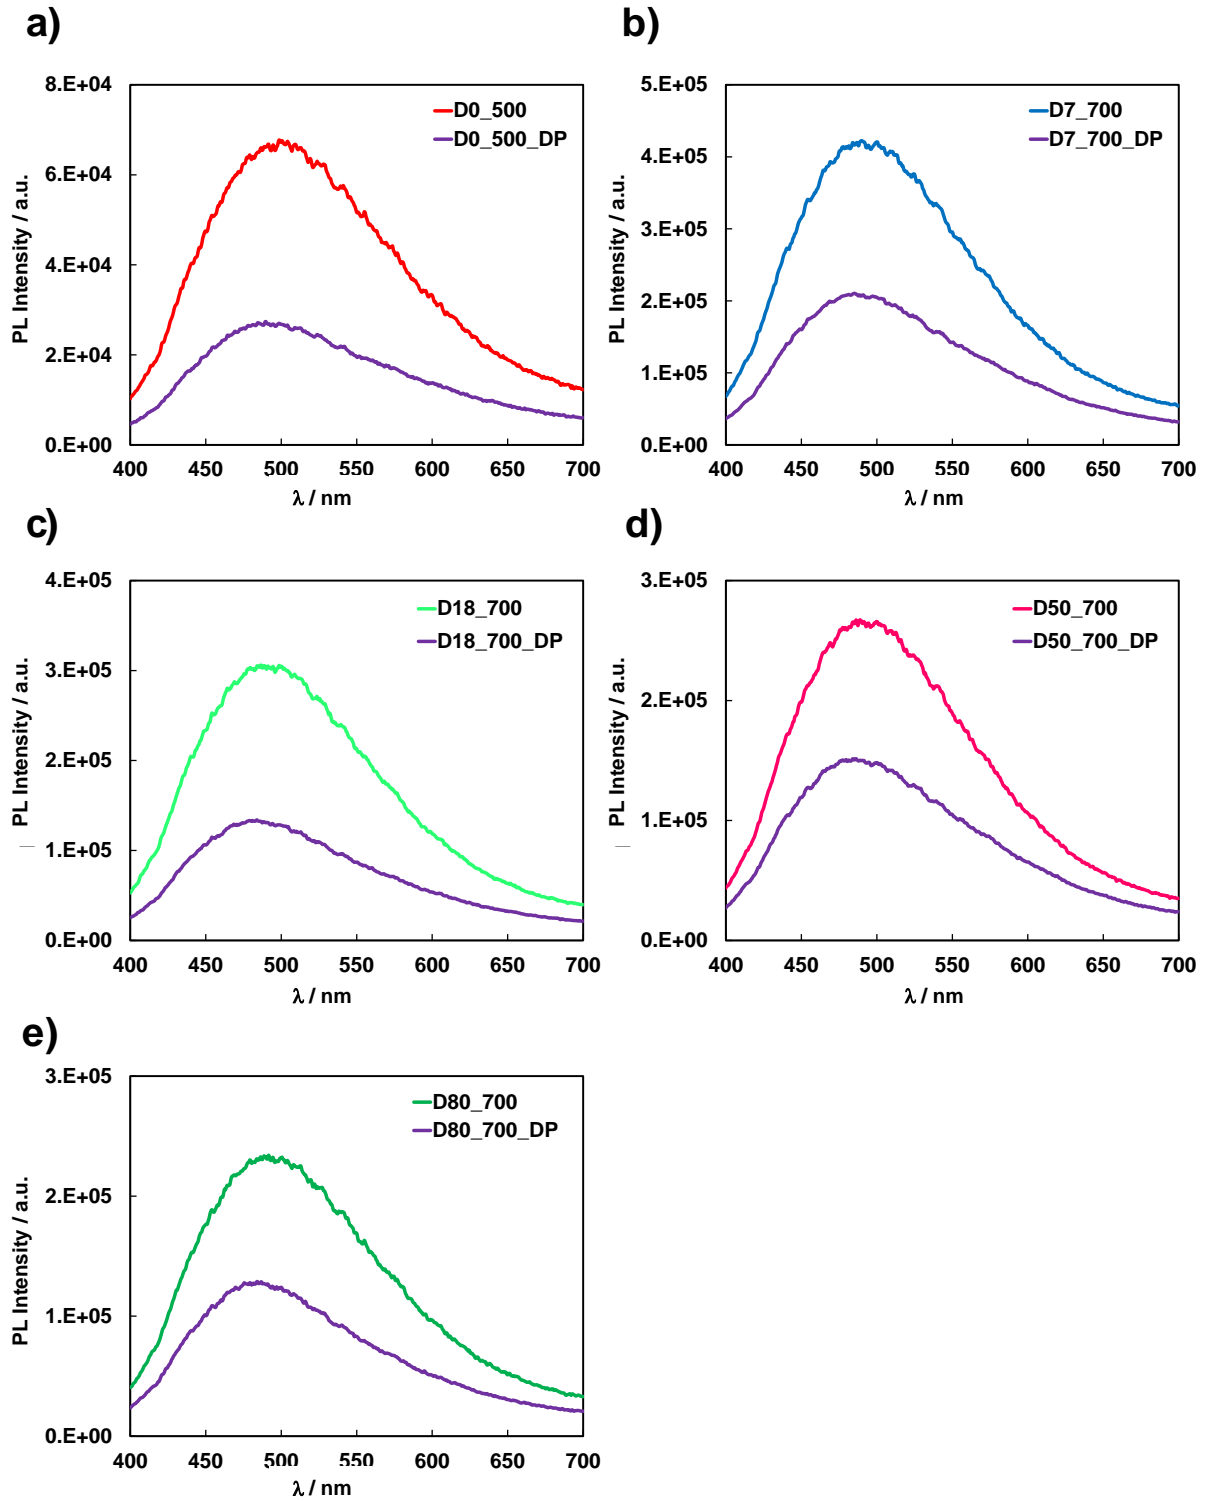 a)
8.E+04
6.E+04
4.E+04
2.E+04
0.E+00
PL Intensity / a.u.
D0_500
D0_500_DP
400 450 500 550 600 650 700
λ / nm
b)
5.E+05
4.E+05
3.E+05
2.E+05
1.E+05
0.E+00
PL Intensity / a.u.
D7_700
D7_700_DP
400 450 500 550 600 650 700
λ / nm
c)
4.E+05
3.E+05
2.E+05
1.E+05
0.E+00
PL Intensity / a.u.
D18_700
D18_700_DP
400 450 500 550 600 650 700
λ / nm
d)
3.E+05
2.E+05
1.E+05
0.E+00
PL Intensity / a.u.
D50_700
D50_700_DP
400 450 500 550 600 650 700
λ / nm
e)
3.E+05
2.E+05
1.E+05
0.E+00
PL Intensity / a.u.
D80_700
D80_700_DP
400 450 500 550 600 650 700
λ / nm